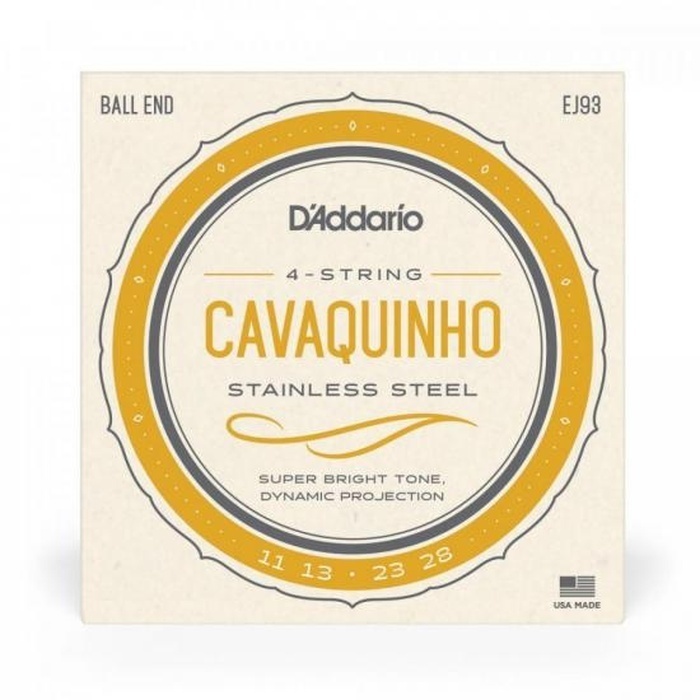 BALL END
EJ93
D'Addario
4-STRING
CAVAQUINHO
STAINLESS STEEL
SUPER BRIGHT TONE,
DYNAMIC PROJECTION
11 13 • 23 28
USA MADE